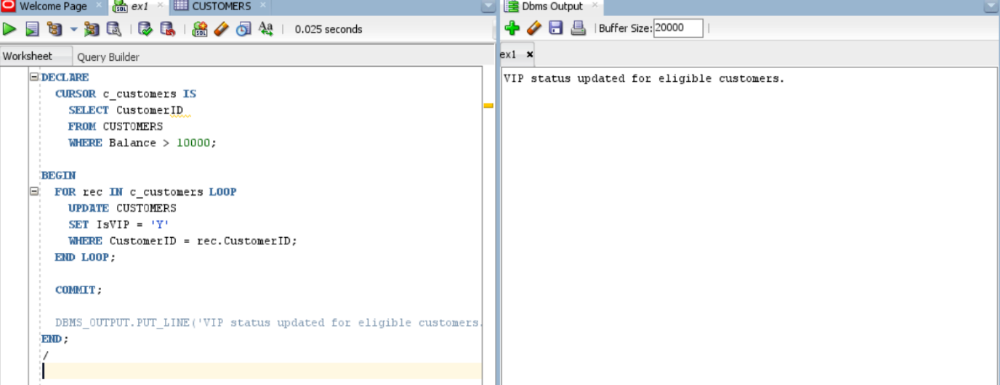 Welcome Page
ex1
CUSTOMERS
Dbms Output
SQL
0.025 seconds
Buffer Size: 20000
Worksheet
Query Builder
ex1
DECLARE
CURSOR c_customers IS
SELECT CustomerID
FROM CUSTOMERS
WHERE Balance > 10000;
BEGIN
FOR rec IN c_customers LOOP
UPDATE CUSTOMERS
SET IsVIP = 'Y'
WHERE CustomerID = rec.CustomerID;
END LOOP;
COMMIT;
DBMS_OUTPUT.PUT_LINE('VIP status updated for eligible customers.
END;
/
VIP status updated for eligible customers.